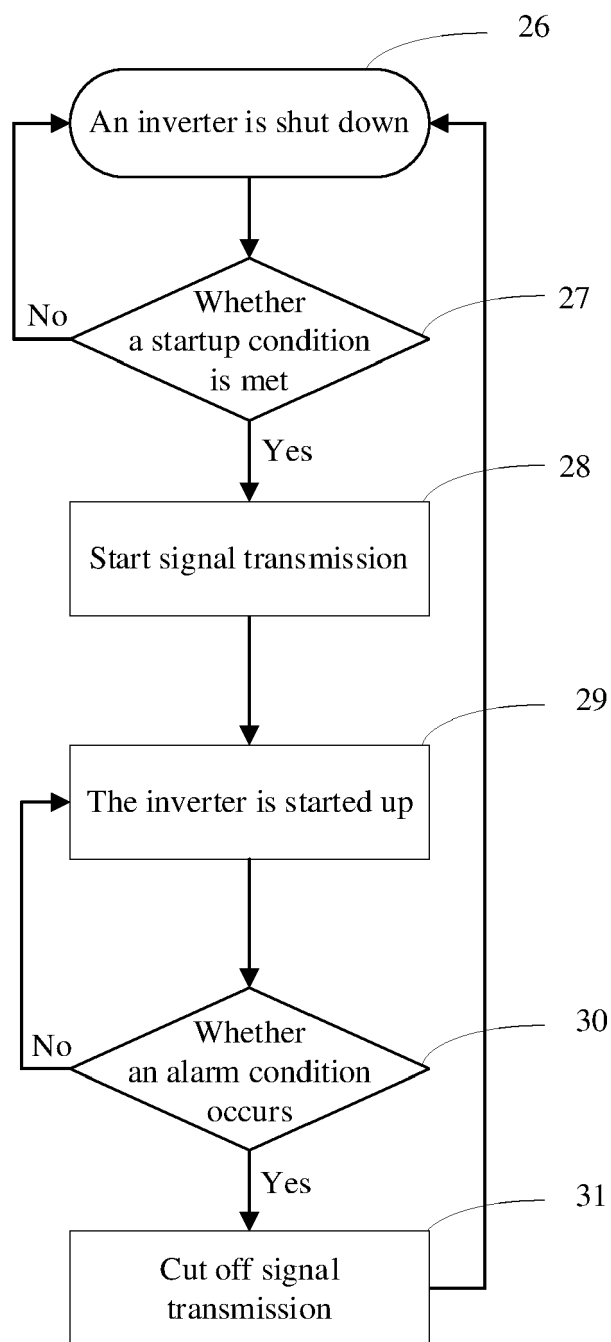 26
An inverter is shut down
27
Whether
a startup condition
is met
No
Yes
28
Start signal transmission
29
The inverter is started up
30
Whether
an alarm condition
occurs
No
Yes
31
Cut off signal
transmission